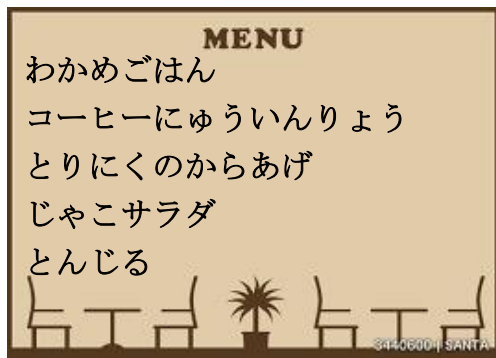 MENU
わかめごはん
コーヒーにゅういんりょう
とりにくのからあげ
じゃこサラダ
とんじる
3440600 | SANTA